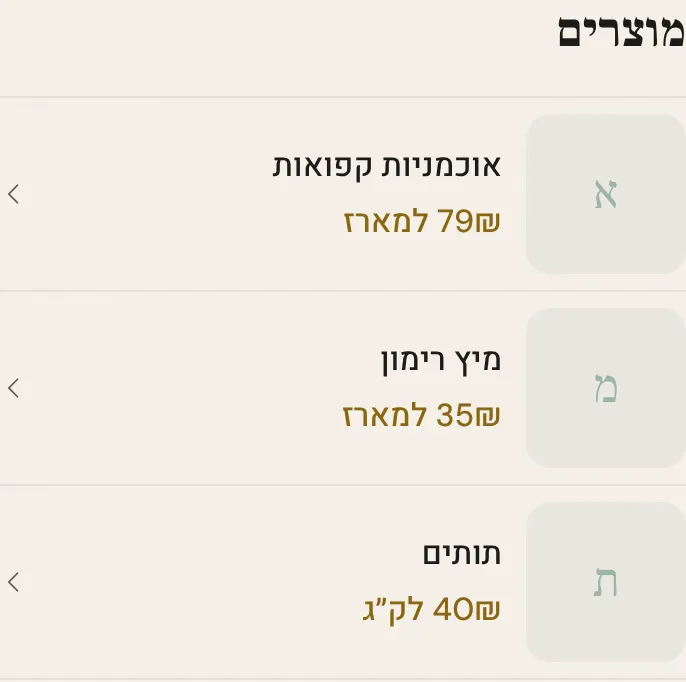 מוצרים
א
אוכמניות קפואות
₪79 למארז
מ
מיץ רימון
₪35 למארז
ת
תותים
₪40 לק״ג